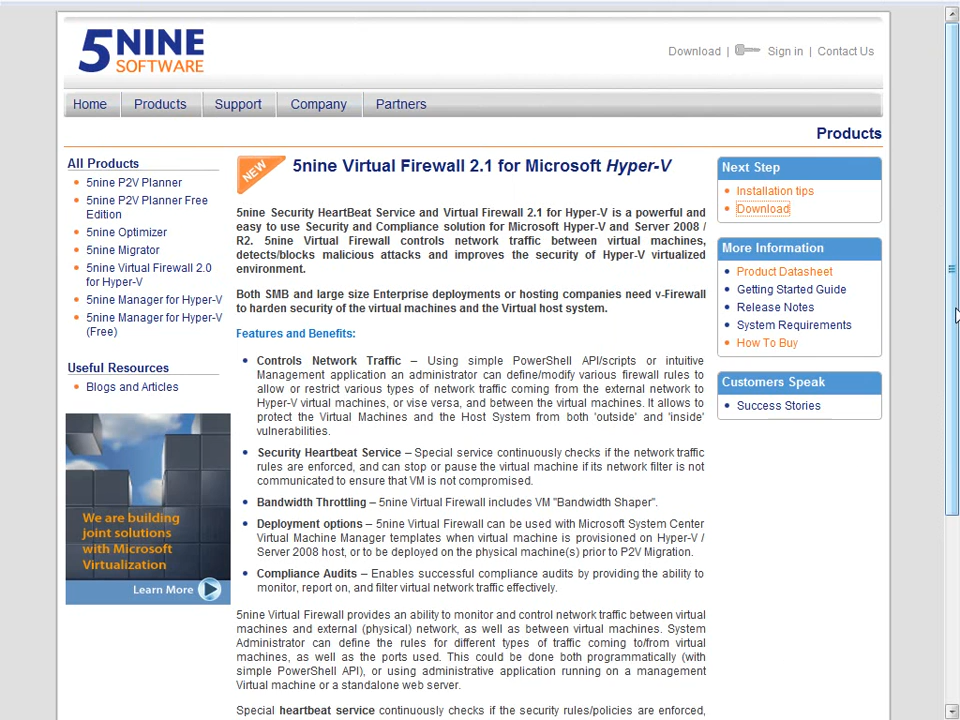 5NINE
SOFTWARE
Download | Sign in | Contact Us
Home Products Support Company Partners
Products
All Products
5nine P2V Planner
5nine P2V Planner Free
Edition
5nine Optimizer
5nine Migrator
5nine Virtual Firewall 2.0
for Hyper-V
5nine Manager for Hyper-V
5nine Manager for Hyper-V
(Free)
Useful Resources
Blogs and Articles
We are building
joint solutions
with Microsoft
Virtualization
Learn More
NEW
5nine Virtual Firewall 2.1 for Microsoft Hyper-V
5nine Security HeartBeat Service and Virtual Firewall 2.1 for Hyper-V is a powerful and
easy to use Security and Compliance solution for Microsoft Hyper-V and Server 2008 /
R2. 5nine Virtual Firewall controls network traffic between virtual machines,
detects/blocks malicious attacks and improves the security of Hyper-V virtualized
environment.
Both SMB and large size Enterprise deployments or hosting companies need v-Firewall
to harden security of the virtual machines and the Virtual host system.
Features and Benefits:
Controls Network Traffic – Using simple PowerShell API/scripts or intuitive
Management application an administrator can define/modify various firewall rules to
allow or restrict various types of network traffic coming from the external network to
Hyper-V virtual machines, or vise versa, and between the virtual machines. It allows to
protect the Virtual Machines and the Host System from both 'outside' and 'inside'
vulnerabilities.
Security Heartbeat Service – Special service continuously checks if the network traffic
rules are enforced, and can stop or pause the virtual machine if its network filter is not
communicated to ensure that VM is not compromised.
Bandwidth Throttling – 5nine Virtual Firewall includes VM "Bandwidth Shaper".
Deployment options – 5nine Virtual Firewall can be used with Microsoft System Center
Virtual Machine Manager templates when virtual machine is provisioned on Hyper-V /
Server 2008 host, or to be deployed on the physical machine(s) prior to P2V Migration.
Compliance Audits – Enables successful compliance audits by providing the ability to
monitor, report on, and filter virtual network traffic effectively.
5nine Virtual Firewall provides an ability to monitor and control network traffic between virtual
machines and external (physical) network, as well as between virtual machines. System
Administrator can define the rules for different types of traffic coming to/from virtual
machines, as well as the ports used. This could be done both programmatically (with
simple PowerShell API), or using administrative application running on a management
Virtual machine or a standalone web server.
Special heartbeat service continuously checks if the security rules/policies are enforced,
Next Step
Installation tips
Download
More Information
Product Datasheet
Getting Started Guide
Release Notes
System Requirements
How To Buy
Customers Speak
Success Stories